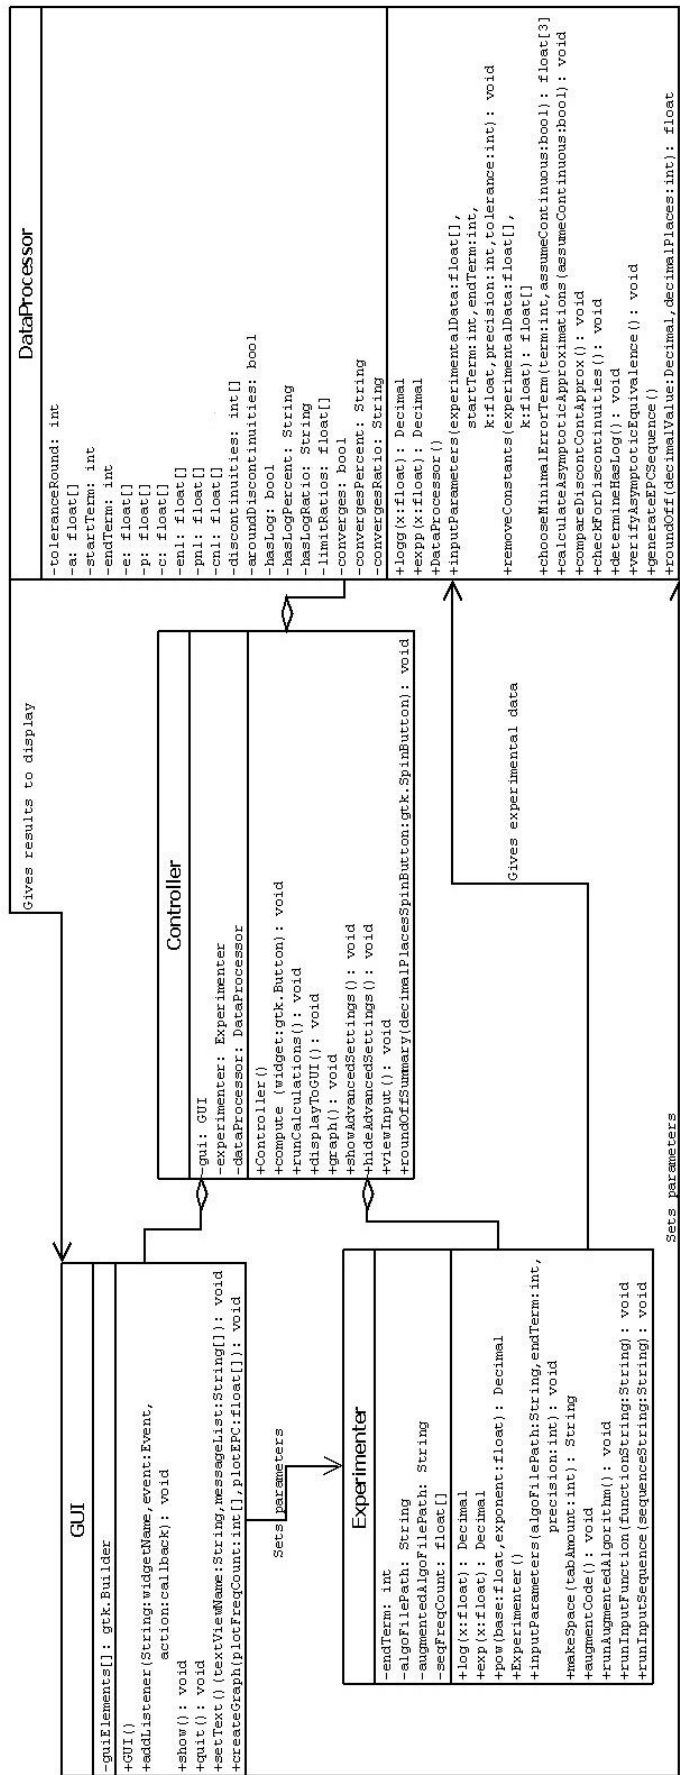 GUI
-guiElements[]: gtk.Builder
+GUI()
+addListener(String:widgetName,event:Event,
action:callback): void
+show(): void
+quit(): void
+setText()(textViewName:String,messageList:String[]): void
+createGraph(plotFreqCount:int[],plotEPC:float[]): void
Gives results to display
Sets parameters
Experimenter
-endTerm: int
-algoFilePath: String
-augmentedAlgoFilePath: String
-seqFreqCount: float[]
+log(x:float): Decimal
+exp(x:float): Decimal
+pow(base:float,exponent:float): Decimal
+Experimenter()
+inputParameters(algoFilePath:String,endTerm:int,
precision:int): void
+makeSpace(tabAmount:int): String
+augmentCode(): void
+runAugmentedAlgorithm(): void
+runInputFunction(functionString:String): void
+runInputSequence(sequenceString:String): void
Sets parameters
Controller
-gui: GUI
-experimenter: Experimenter
-dataProcessor: DataProcessor
+Controller()
+compute (widget:gtk.Button): void
+runCalculations(): void
+displayToGUI(): void
+graph(): void
+showAdvancedSettings(): void
+hideAdvancedSettings(): void
+viewInput(): void
+roundOffSummary(decimalPlacesSpinButton:gtk.SpinButton): void
Gives experimental data
DataProcessor
-toleranceRound: int
-a: float[]
-startTerm: int
-endTerm: int
-e: float[]
-p: float[]
-c: float[]
-enl: float[]
-pnl: float[]
-cnl: float[]
-discontinuities: int[]
-aroundDiscontinuities: bool
-hasLog: bool
-hasLogPercent: String
-hasLogRatio: String
-limitRatios: float[]
-converges: bool
-convergesPercent: String
-convergesRatio: String
+logg(x:float): Decimal
+expp(x:float): Decimal
+DataProcessor()
+inputParameters(experimentalData:float[],
startTerm:int,endTerm:int,
k:float,precision:int,tolerance:int): void
+removeConstants(experimentalData:float[],
k:float): float[]
+chooseMinimalErrorTerm(term:int,assumeContinuous:bool): float[3]
+calculateAsymptoticApproximations(assumeContinuous:bool): void
+compareDiscontContApprox(): void
+checkForDiscontinuities(): void
+determineHasLog(): void
+verifyAsymptoticEquivalence(): void
+generateEPCSequence()
+roundOff(decimalValue:Decimal,decimalPlaces:int): float